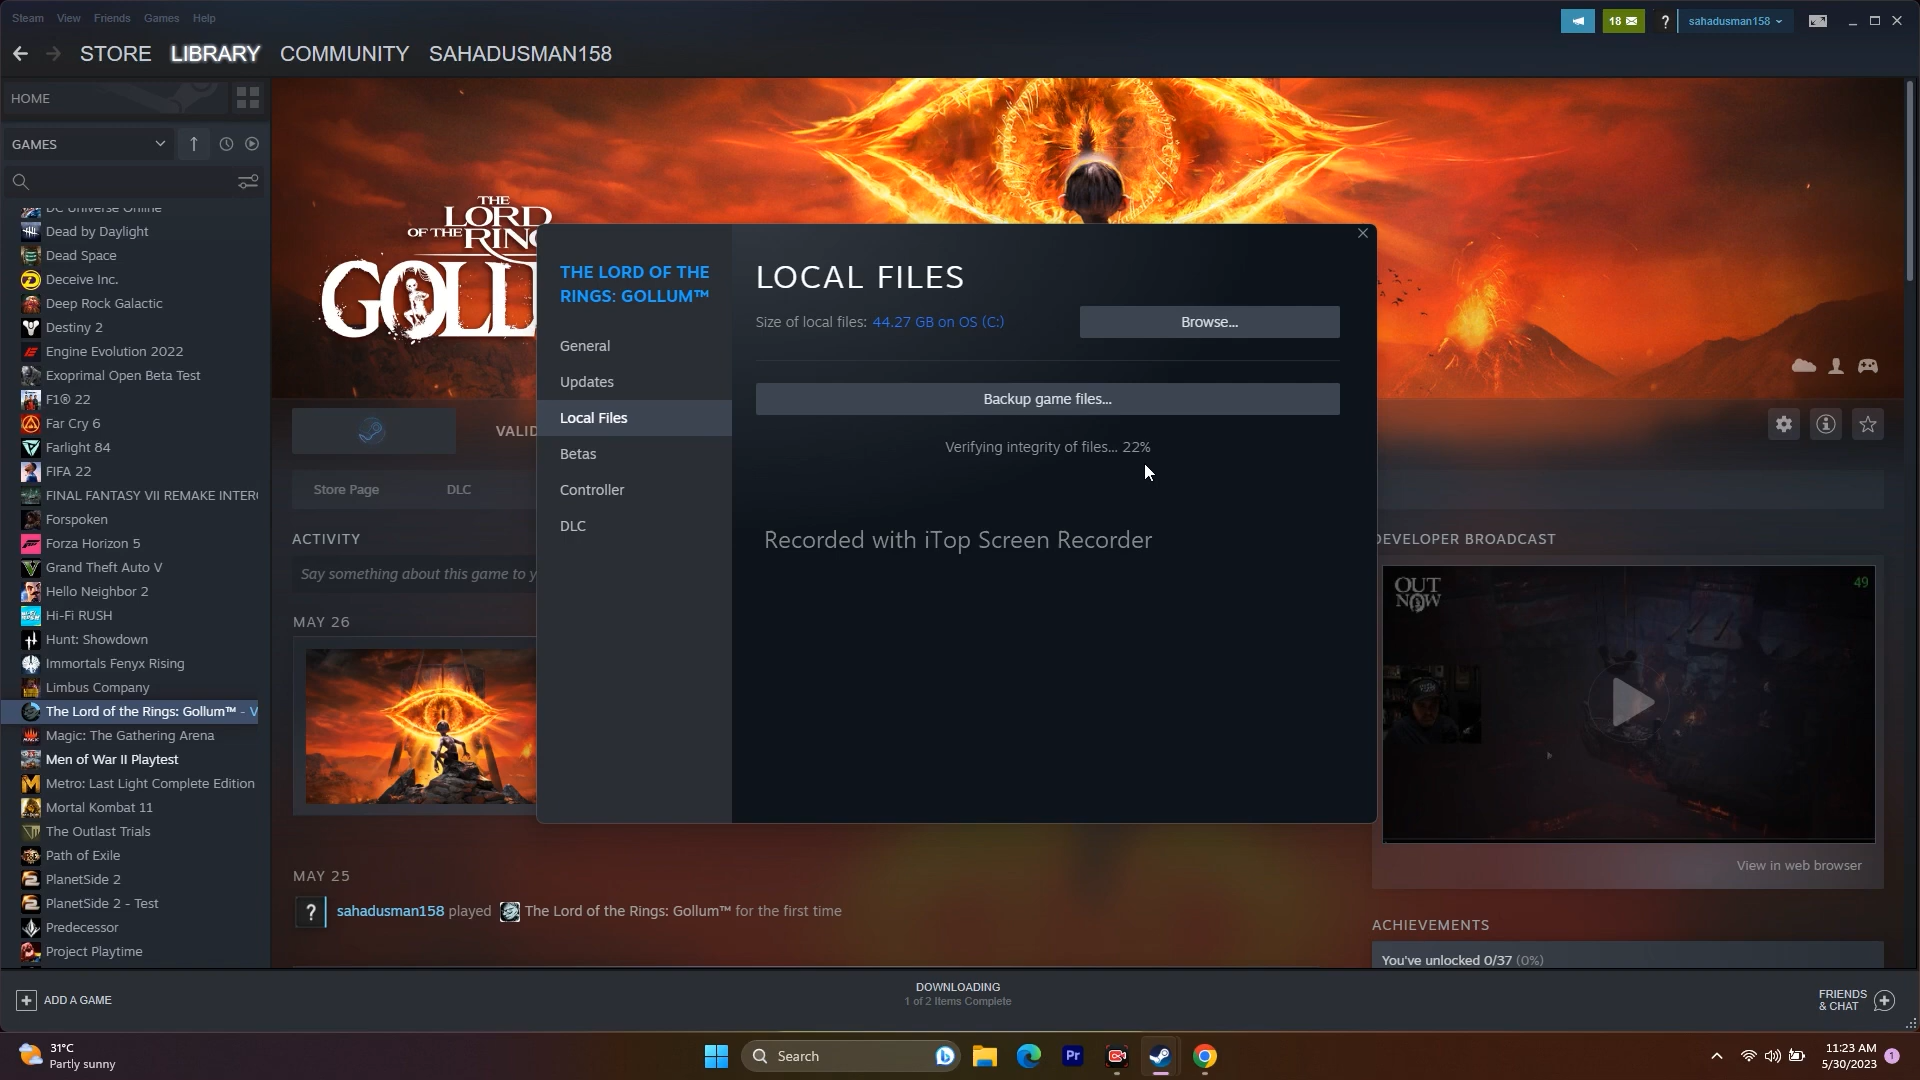 Steam View Friends Games Help
18
?
sahadusman158
STORE LIBRARY COMMUNITY SAHADUSMAN158
HOME
GAMES
DC Universe Online
Dead by Daylight
Dead Space
Deceive Inc.
Deep Rock Galactic
Destiny 2
Engine Evolution 2022
Exoprimal Open Beta Test
F1® 22
Far Cry 6
Farlight 84
FIFA 22
FINAL FANTASY VII REMAKE INTER
Forspoken
Forza Horizon 5
Grand Theft Auto V
Hello Neighbor 2
Hi-Fi RUSH
Hunt: Showdown
Immortals Fenyx Rising
Limbus Company
The Lord of the Rings: Gollum™ - V
Magic: The Gathering Arena
Men of War II Playtest
Metro: Last Light Complete Edition
Mortal Kombat 11
The Outlast Trials
Path of Exile
PlanetSide 2
PlanetSide 2 - Test
Predecessor
Project Playtime
THE
LORD
OF THE RING
GOLLU
VALID
Store Page DLC
ACTIVITY
Say something about this game to y
MAY 26
MAY 25
? sahadusman158 played The Lord of the Rings: Gollum™ for the first time
THE LORD OF THE
RINGS: GOLLUM™
General
Updates
Local Files
Betas
Controller
DLC
LOCAL FILES
Size of local files: 44.27 GB on OS (C:)
Browse...
Backup game files...
Verifying integrity of files... 22%
Recorded with iTop Screen Recorder
DEVELOPER BROADCAST
OUT
NOW
49
View in web browser
ACHIEVEMENTS
You've unlocked 0/37 (0%)
ADD A GAME
DOWNLOADING
1 of 2 Items Complete
FRIENDS
& CHAT
31°C
Partly sunny
Search
Pr
11:23 AM
5/30/2023
1